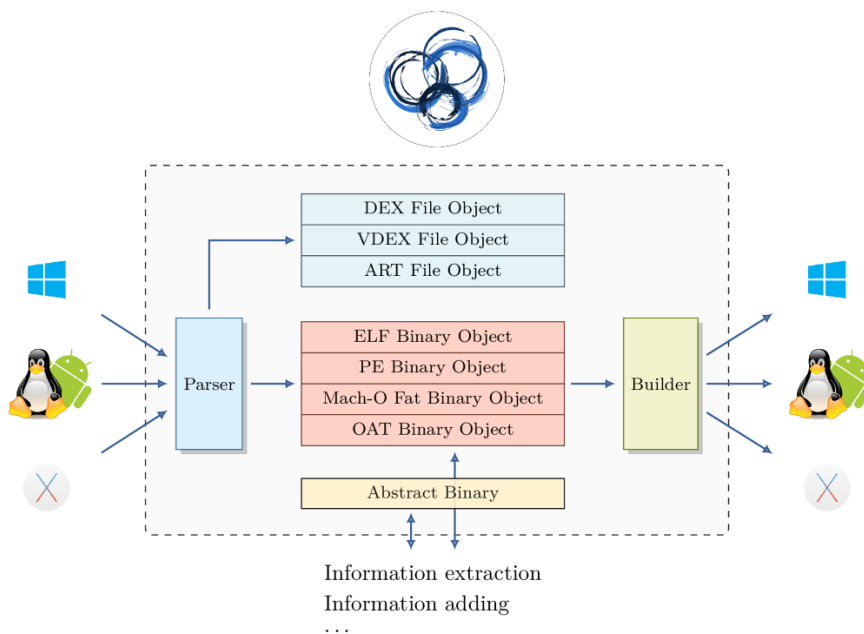 DEX File Object
VDEX File Object
ART File Object
Parser
ELF Binary Object
PE Binary Object
Mach-O Fat Binary Object
OAT Binary Object
Builder
Abstract Binary
Information extraction
Information adding
...